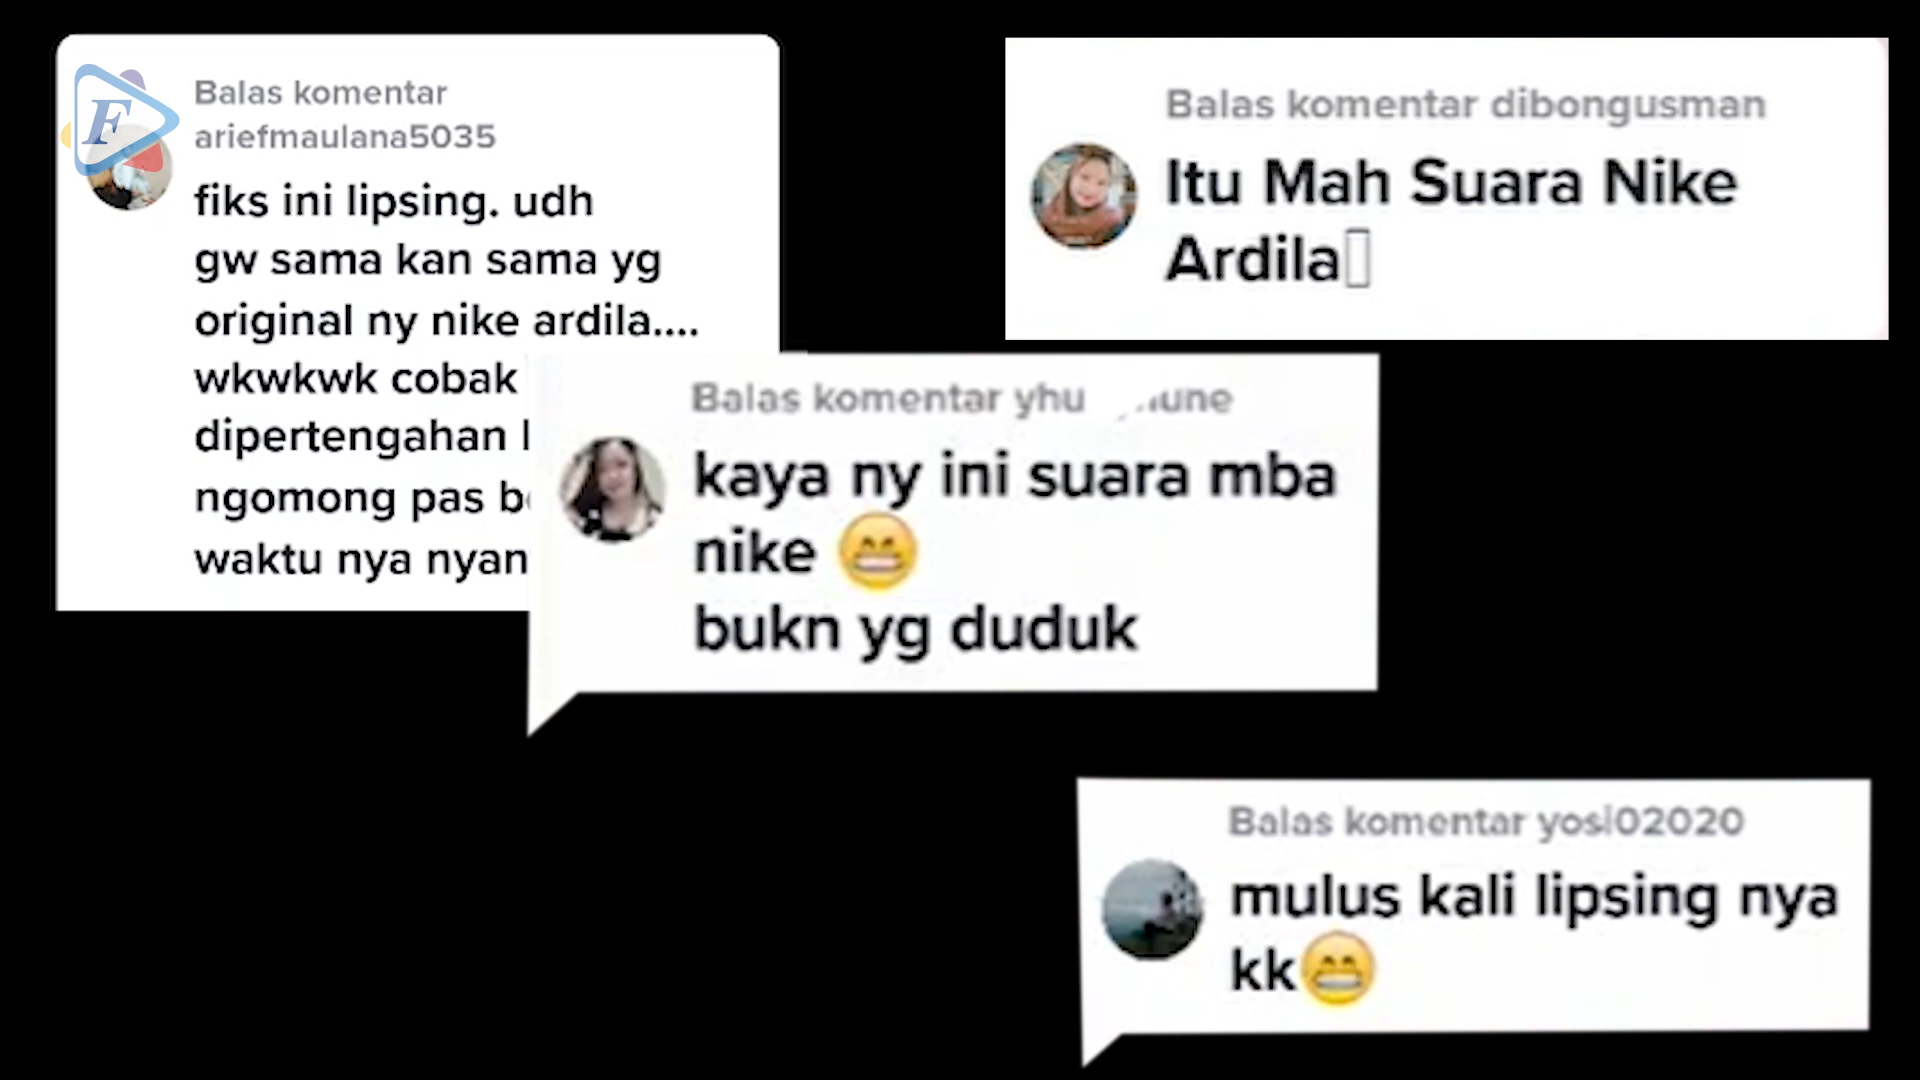 F
Balas komentar
ariefmaulana5035
fiks ini lipsing. udh
gw sama kan sama yg
original ny nike ardila....
wkwkwk cobak
dipertengahan
ngomong pas
waktu nya
Balas komentar dibongusman
Itu Mah Suara Nike
Ardila
Balas komentar yhu
kaya ny ini suara mba
nike 😁
bukn yg duduk
Balas komentar yosi02020
mulus kali lipsing nya
kk😁